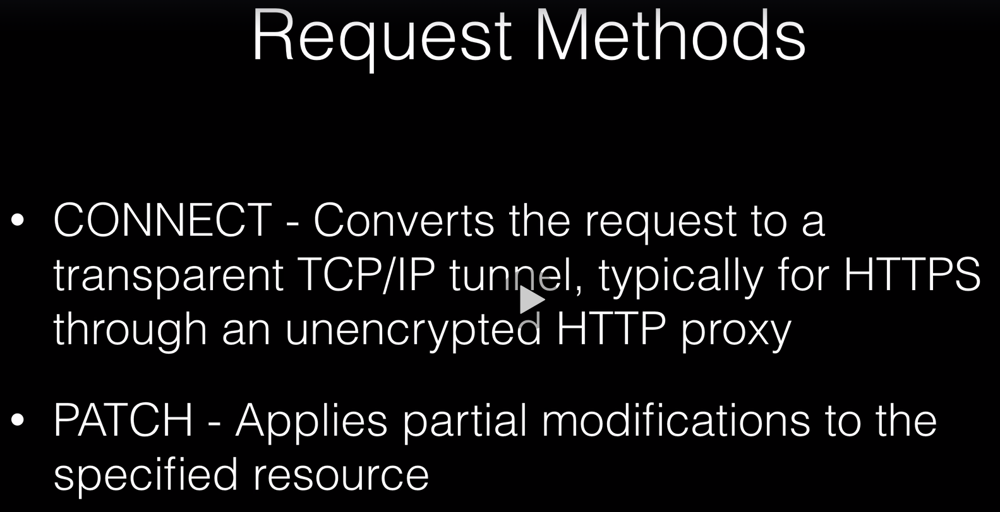 Request Methods
• CONNECT - Converts the request to a
transparent TCP/IP tunnel, typically for HTTPS
through an unencrypted HTTP proxy
• PATCH - Applies partial modifications to the
specified resource